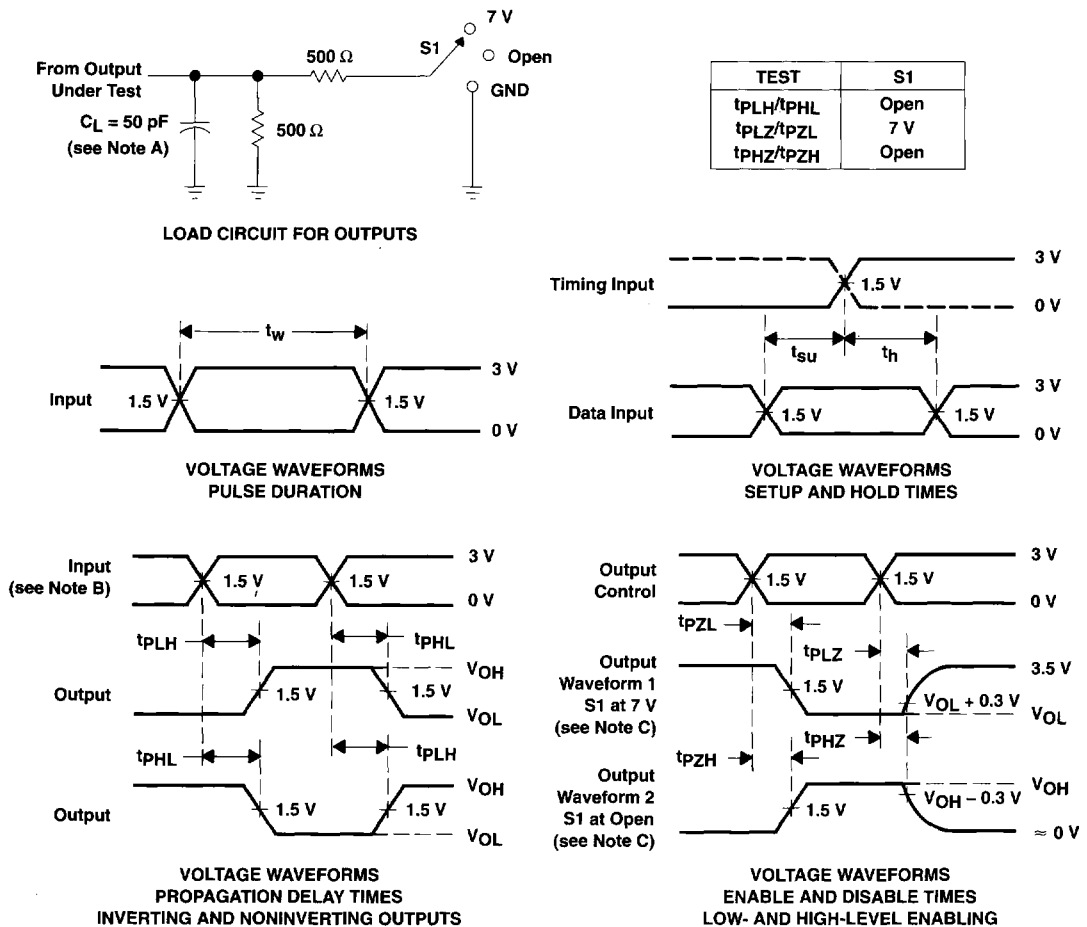 7 V
S1
500 Ω
Open
From Output
Under Test
GND
CL = 50 pF
(see Note A)
500 Ω
LOAD CIRCUIT FOR OUTPUTS
TEST S1
tPLH/tPHL Open
tPLZ/tPZL 7 V
tPHZ/tPZH Open
3 V
Timing Input
1.5 V
0 V
tsu
th
3 V
Data Input
1.5 V
1.5 V
0 V
VOLTAGE WAVEFORMS
SETUP AND HOLD TIMES
tw
3 V
Input
1.5 V
1.5 V
0 V
VOLTAGE WAVEFORMS
PULSE DURATION
Input
(see Note B)
3 V
1.5 V
1.5 V
0 V
tPLH
tPHL
VOH
Output
1.5 V
1.5 V
VOL
tPHL
tPLH
VOH
Output
1.5 V
1.5 V
VOL
VOLTAGE WAVEFORMS
PROPAGATION DELAY TIMES
INVERTING AND NONINVERTING OUTPUTS
Output
Control
3 V
1.5 V
1.5 V
0 V
tPZL
tPLZ
Output
Waveform 1
S1 at 7 V
(see Note C)
3.5 V
1.5 V
VOL + 0.3 V
VOL
tPZH
tPHZ
Output
Waveform 2
S1 at Open
(see Note C)
VOH
1.5 V
VOH – 0.3 V
≈ 0 V
VOLTAGE WAVEFORMS
ENABLE AND DISABLE TIMES
LOW- AND HIGH-LEVEL ENABLING